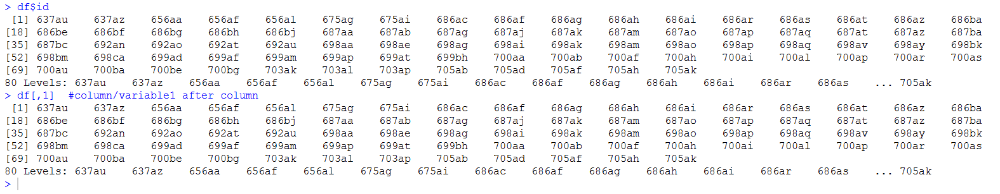 > df$id
 [1] 637au    637az    656aa    656af    656al    675ag    675ai    686ac    686af    686ag    686ah    686ai    686ar    686as    686at    686az    686ba
[18] 686be    686bf    686bg    686bh    686bj    687aa    687ab    687ag    687aj    687ak    687am    687ao    687ap    687aq    687at    687az    687ba
[35] 687bc    692an    692ao    692at    692au    698aa    698ae    698ag    698ai    698ak    698am    698ao    698ap    698aq    698av    698ay    698bk
[52] 698bm    698ca    699ad    699af    699am    699ap    699at    699bh    700aa    700ab    700af    700ah    700ai    700al    700ap    700ar    700as
[69] 700au    700ba    700be    700bg    703ak    703al    703ap    705ab    705ad    705af    705ah    705ak
80 Levels: 637au    637az    656aa    656af    656al    675ag    675ai    686ac    686af    686ag    686ah    686ai    686ar    686as    ... 705ak
> df[,1]  #column/variable1 after column
 [1] 637au    637az    656aa    656af    656al    675ag    675ai    686ac    686af    686ag    686ah    686ai    686ar    686as    686at    686az    686ba
[18] 686be    686bf    686bg    686bh    686bj    687aa    687ab    687ag    687aj    687ak    687am    687ao    687ap    687aq    687at    687az    687ba
[35] 687bc    692an    692ao    692at    692au    698aa    698ae    698ag    698ai    698ak    698am    698ao    698ap    698aq    698av    698ay    698bk
[52] 698bm    698ca    699ad    699af    699am    699ap    699at    699bh    700aa    700ab    700af    700ah    700ai    700al    700ap    700ar    700as
[69] 700au    700ba    700be    700bg    703ak    703al    703ap    705ab    705ad    705af    705ah    705ak
80 Levels: 637au    637az    656aa    656af    656al    675ag    675ai    686ac    686af    686ag    686ah    686ai    686ar    686as    ... 705ak
>